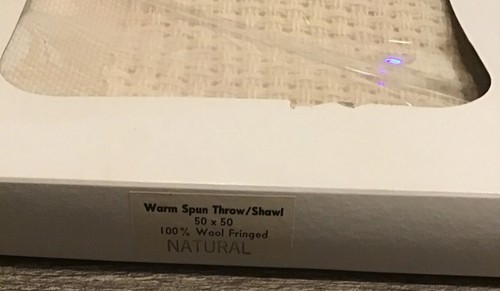 Warm Spun Throw/Shawl
50 x 50
100% Wool Fringed
NATURAL